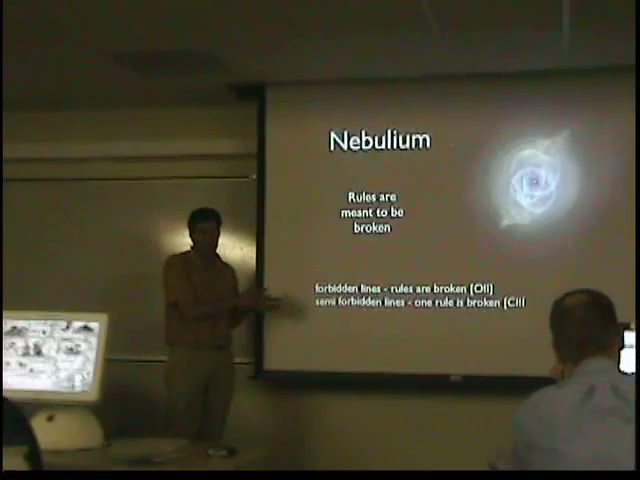 Nebulium
Rules are
meant to be
broken
forbidden lines - rules are broken [OII]
semi forbidden lines - one rule is broken [CIII